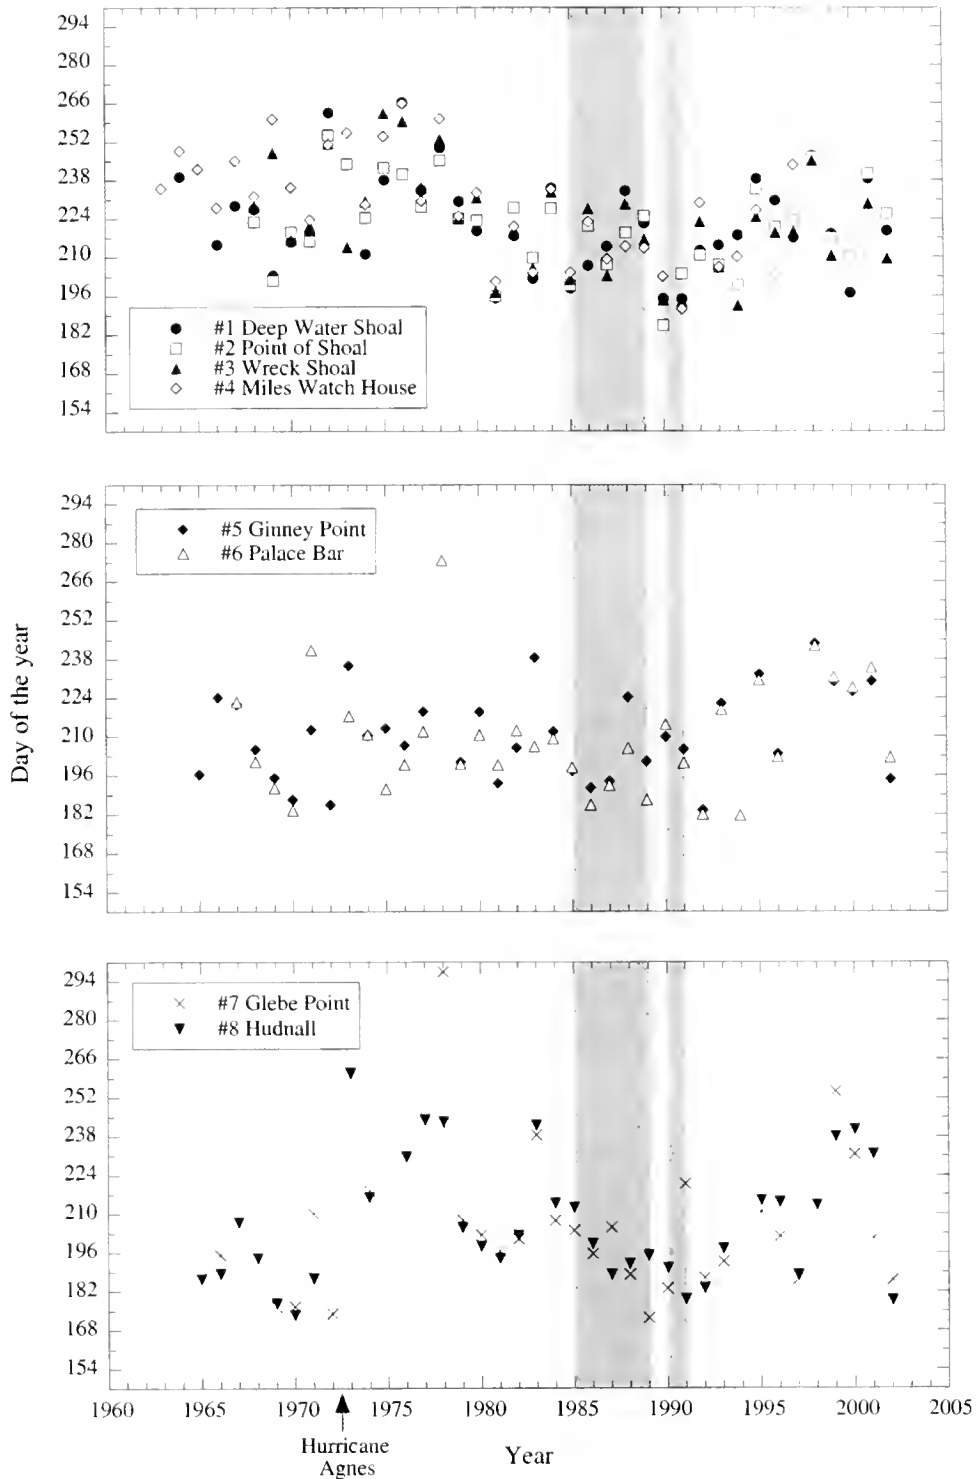 294
280
266
252
238
224
210
196
182
168
154
#1 Deep Water Shoal
#2 Point of Shoal
#3 Wreck Shoal
#4 Miles Watch House
294
280
266
252
238
224
210
196
182
168
154
#5 Ginney Point
#6 Palace Bar
Day of the year
294
280
266
252
238
224
210
196
182
168
154
#7 Glebe Point
#8 Hudnall
1960 1965 1970 1975 1980 1985 1990 1995 2000 2005
Hurricane
Agnes
Year